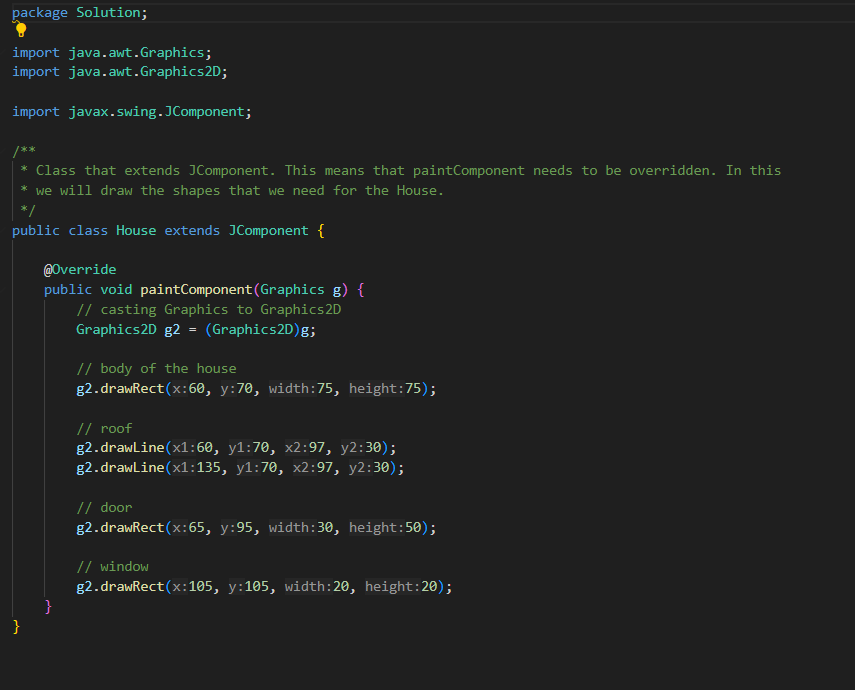 package Solution;
import java.awt.Graphics;
import java.awt.Graphics2D;
import javax.swing.JComponent;
/**
 * Class that extends JComponent. This means that paintComponent needs to be overridden. In this
 * we will draw the shapes that we need for the House.
 */
public class House extends JComponent {
    @Override
    public void paintComponent(Graphics g) {
        // casting Graphics to Graphics2D
        Graphics2D g2 = (Graphics2D)g;
        // body of the house
        g2.drawRect(x:60, y:70, width:75, height:75);
        // roof
        g2.drawLine(x1:60, y1:70, x2:97, y2:30);
        g2.drawLine(x1:135, y1:70, x2:97, y2:30);
        // door
        g2.drawRect(x:65, y:95, width:30, height:50);
        // window
        g2.drawRect(x:105, y:105, width:20, height:20);
    }
}